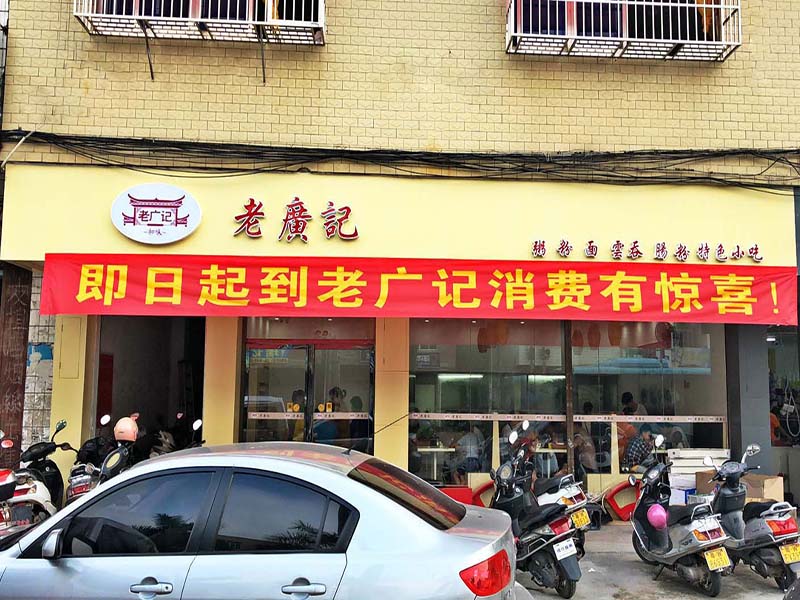 老广记
老廣記
粥 粉 面 雲吞 腸粉 特色小吃
即日起到老广记消费有惊喜！